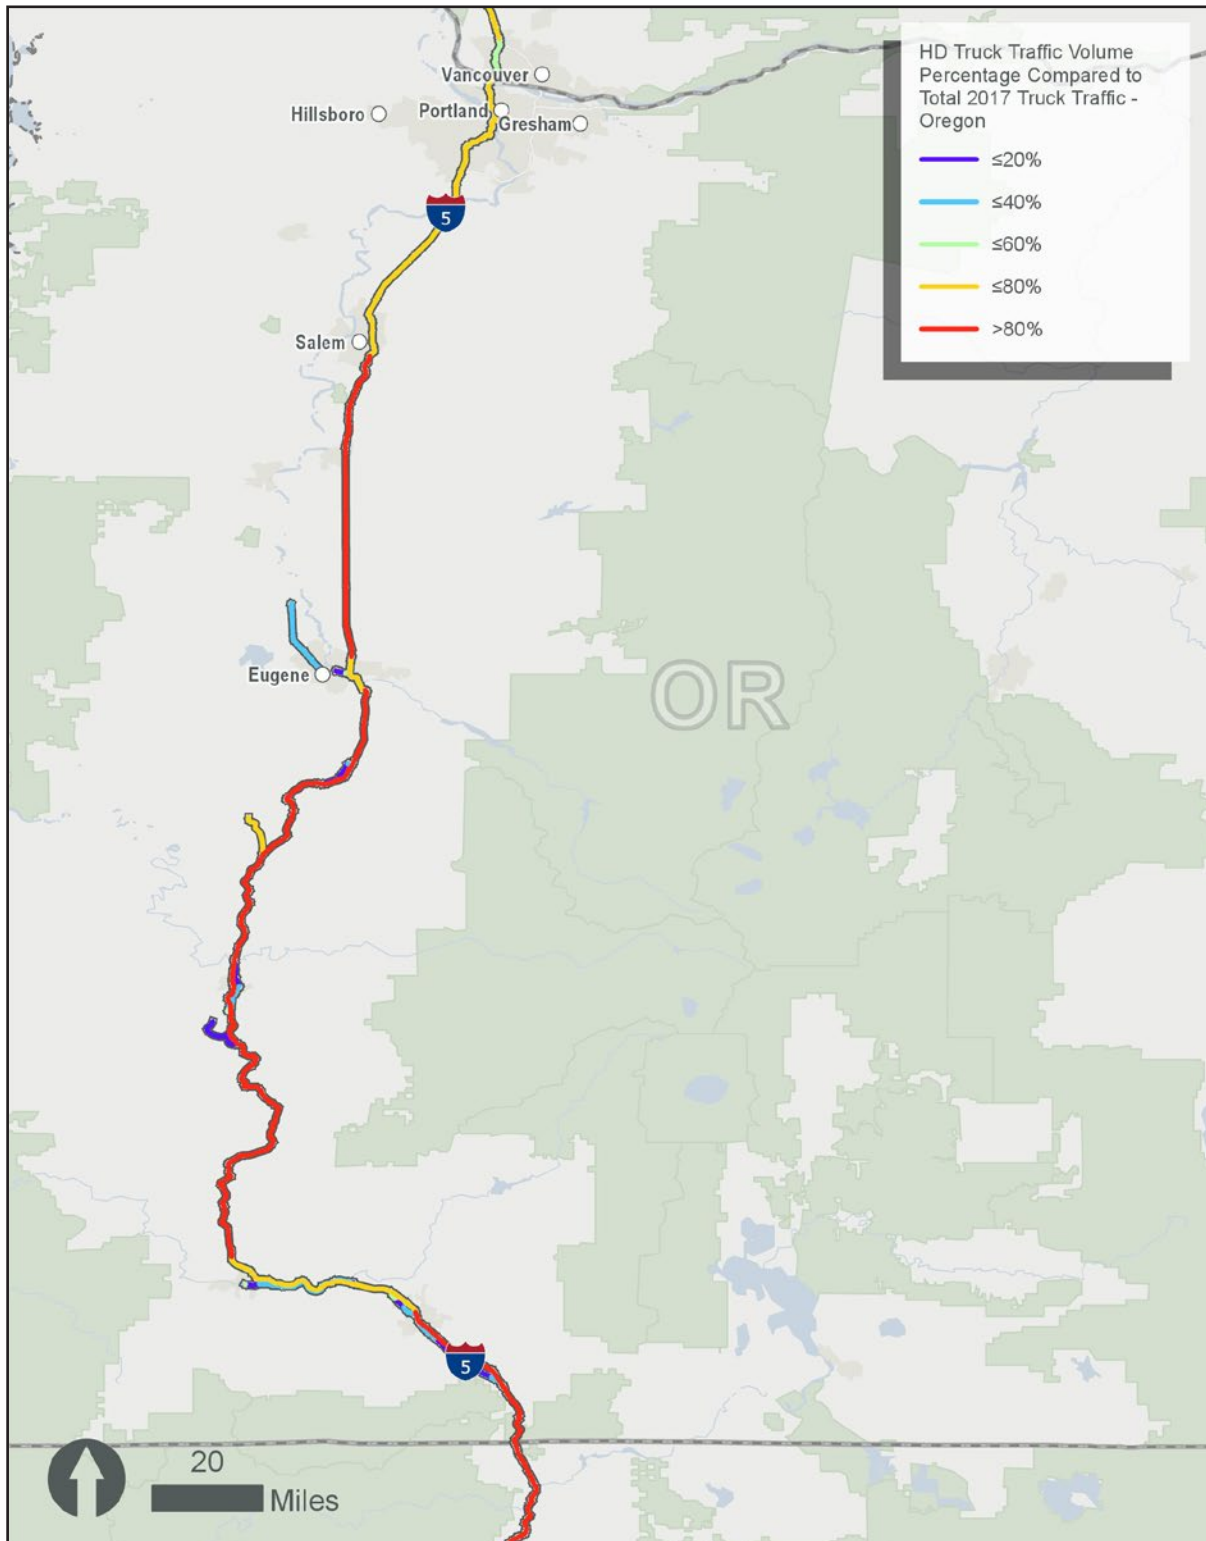 HD Truck Traffic Volume
Percentage Compared to
Total 2017 Truck Traffic -
Oregon
≤20%
≤40%
≤60%
≤80%
>80%
Vancouver
Hillsboro
Portland
Gresham
5
Salem
Eugene
OR
5
20
Miles